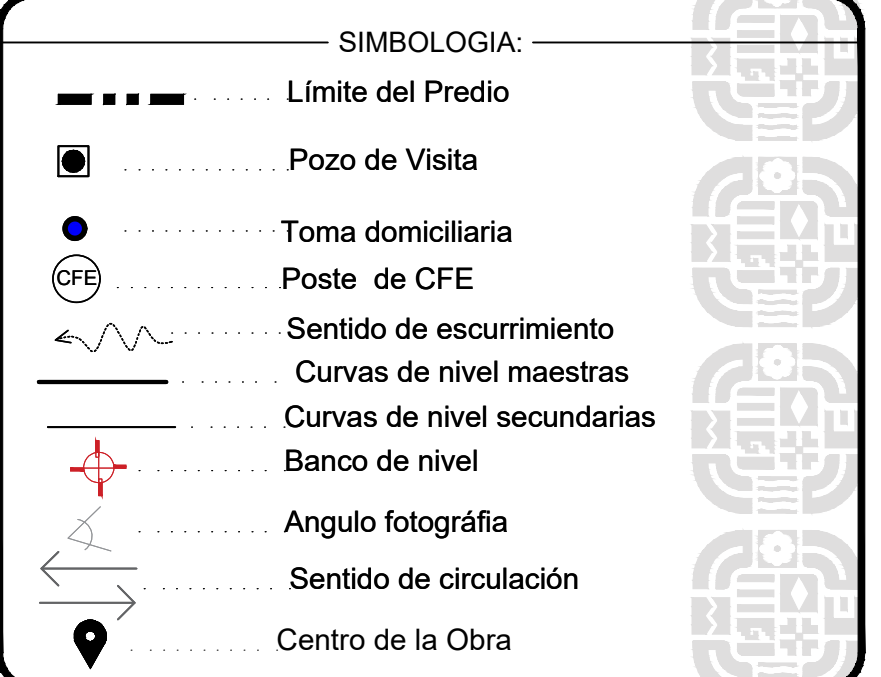 SIMBOLOGIA:
Límite del Predio
Pozo de Visita
Toma domiciliaria
CFE Poste de CFE
Sentido de escurrimiento
Curvas de nivel maestras
Curvas de nivel secundarias
Banco de nivel
Angulo fotográfia
Sentido de circulación
Centro de la Obra